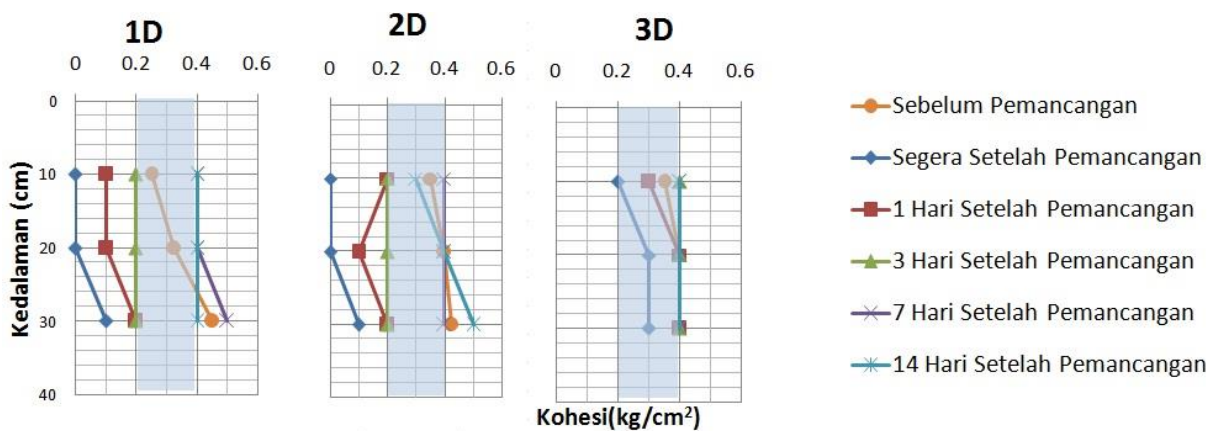 1D
2D
3D
0 0.2 0.4 0.6
0 0.2 0.4 0.6
0 0.2 0.4 0.6
0
10
20
30
40
Kedalaman (cm)
Kohesi(kg/cm²)
Sebelum Pemancangan
Segera Setelah Pemancangan
1 Hari Setelah Pemancangan
3 Hari Setelah Pemancangan
7 Hari Setelah Pemancangan
14 Hari Setelah Pemancangan